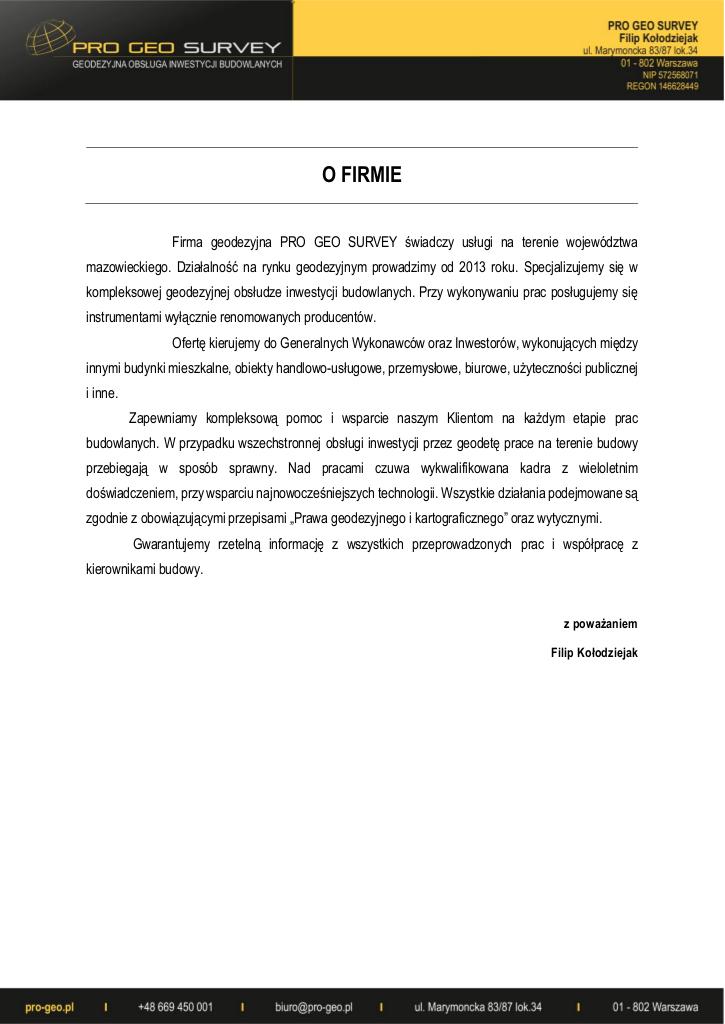 PRO GEO SURVEY
GEODEZYJNA OBSŁUGA INWESTYCJI BUDOWLANYCH
PRO GEO SURVEY
Filip Kołodziejak
ul. Marymoncka 83/87 lok.34
01 - 802 Warszawa
NIP 572568071
REGON 146628449
O FIRMIE
Firma geodezyjna PRO GEO SURVEY świadczy usługi na terenie województwa
mazowieckiego. Działalność na rynku geodezyjnym prowadzimy od 2013 roku. Specjalizujemy się w
kompleksowej geodezyjnej obsłudze inwestycji budowlanych. Przy wykonywaniu prac posługujemy się
instrumentami wyłącznie renomowanych producentów.
Ofertę kierujemy do Generalnych Wykonawców oraz Inwestorów, wykonujących między
innymi budynki mieszkalne, obiekty handlowo-usługowe, przemysłowe, biurowe, użyteczności publicznej
i inne.
Zapewniamy kompleksową pomoc i wsparcie naszym Klientom na każdym etapie prac
budowlanych. W przypadku wszechstronnej obsługi inwestycji przez geodetę prace na terenie budowy
przebiegają w sposób sprawny. Nad pracami czuwa wykwalifikowana kadra z wieloletnim
doświadczeniem, przy wsparciu najnowocześniejszych technologii. Wszystkie działania podejmowane są
zgodnie z obowiązującymi przepisami „Prawa geodezyjnego i kartograficznego” oraz wytycznymi.
Gwarantujemy rzetelną informację z wszystkich przeprowadzonych prac i współpracę z
kierownikami budowy.
z poważaniem
Filip Kołodziejak
pro-geo.pl I +48 669 450 001 I biuro@pro-geo.pl I ul. Marymoncka 83/87 lok.34 I 01 - 802 Warszawa